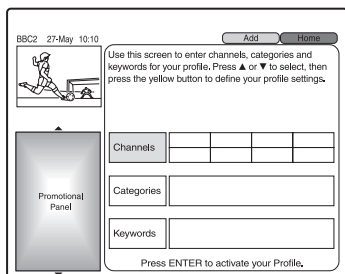 BBC2 27-May 10:10
Add Home
Use this screen to enter channels, categories and
keywords for your profile. Press ▲ or ▼ to select, then
press the yellow button to define your profile settings.
Channels
Categories
Promotional
Panel
Keywords
Press ENTER to activate your Profile.